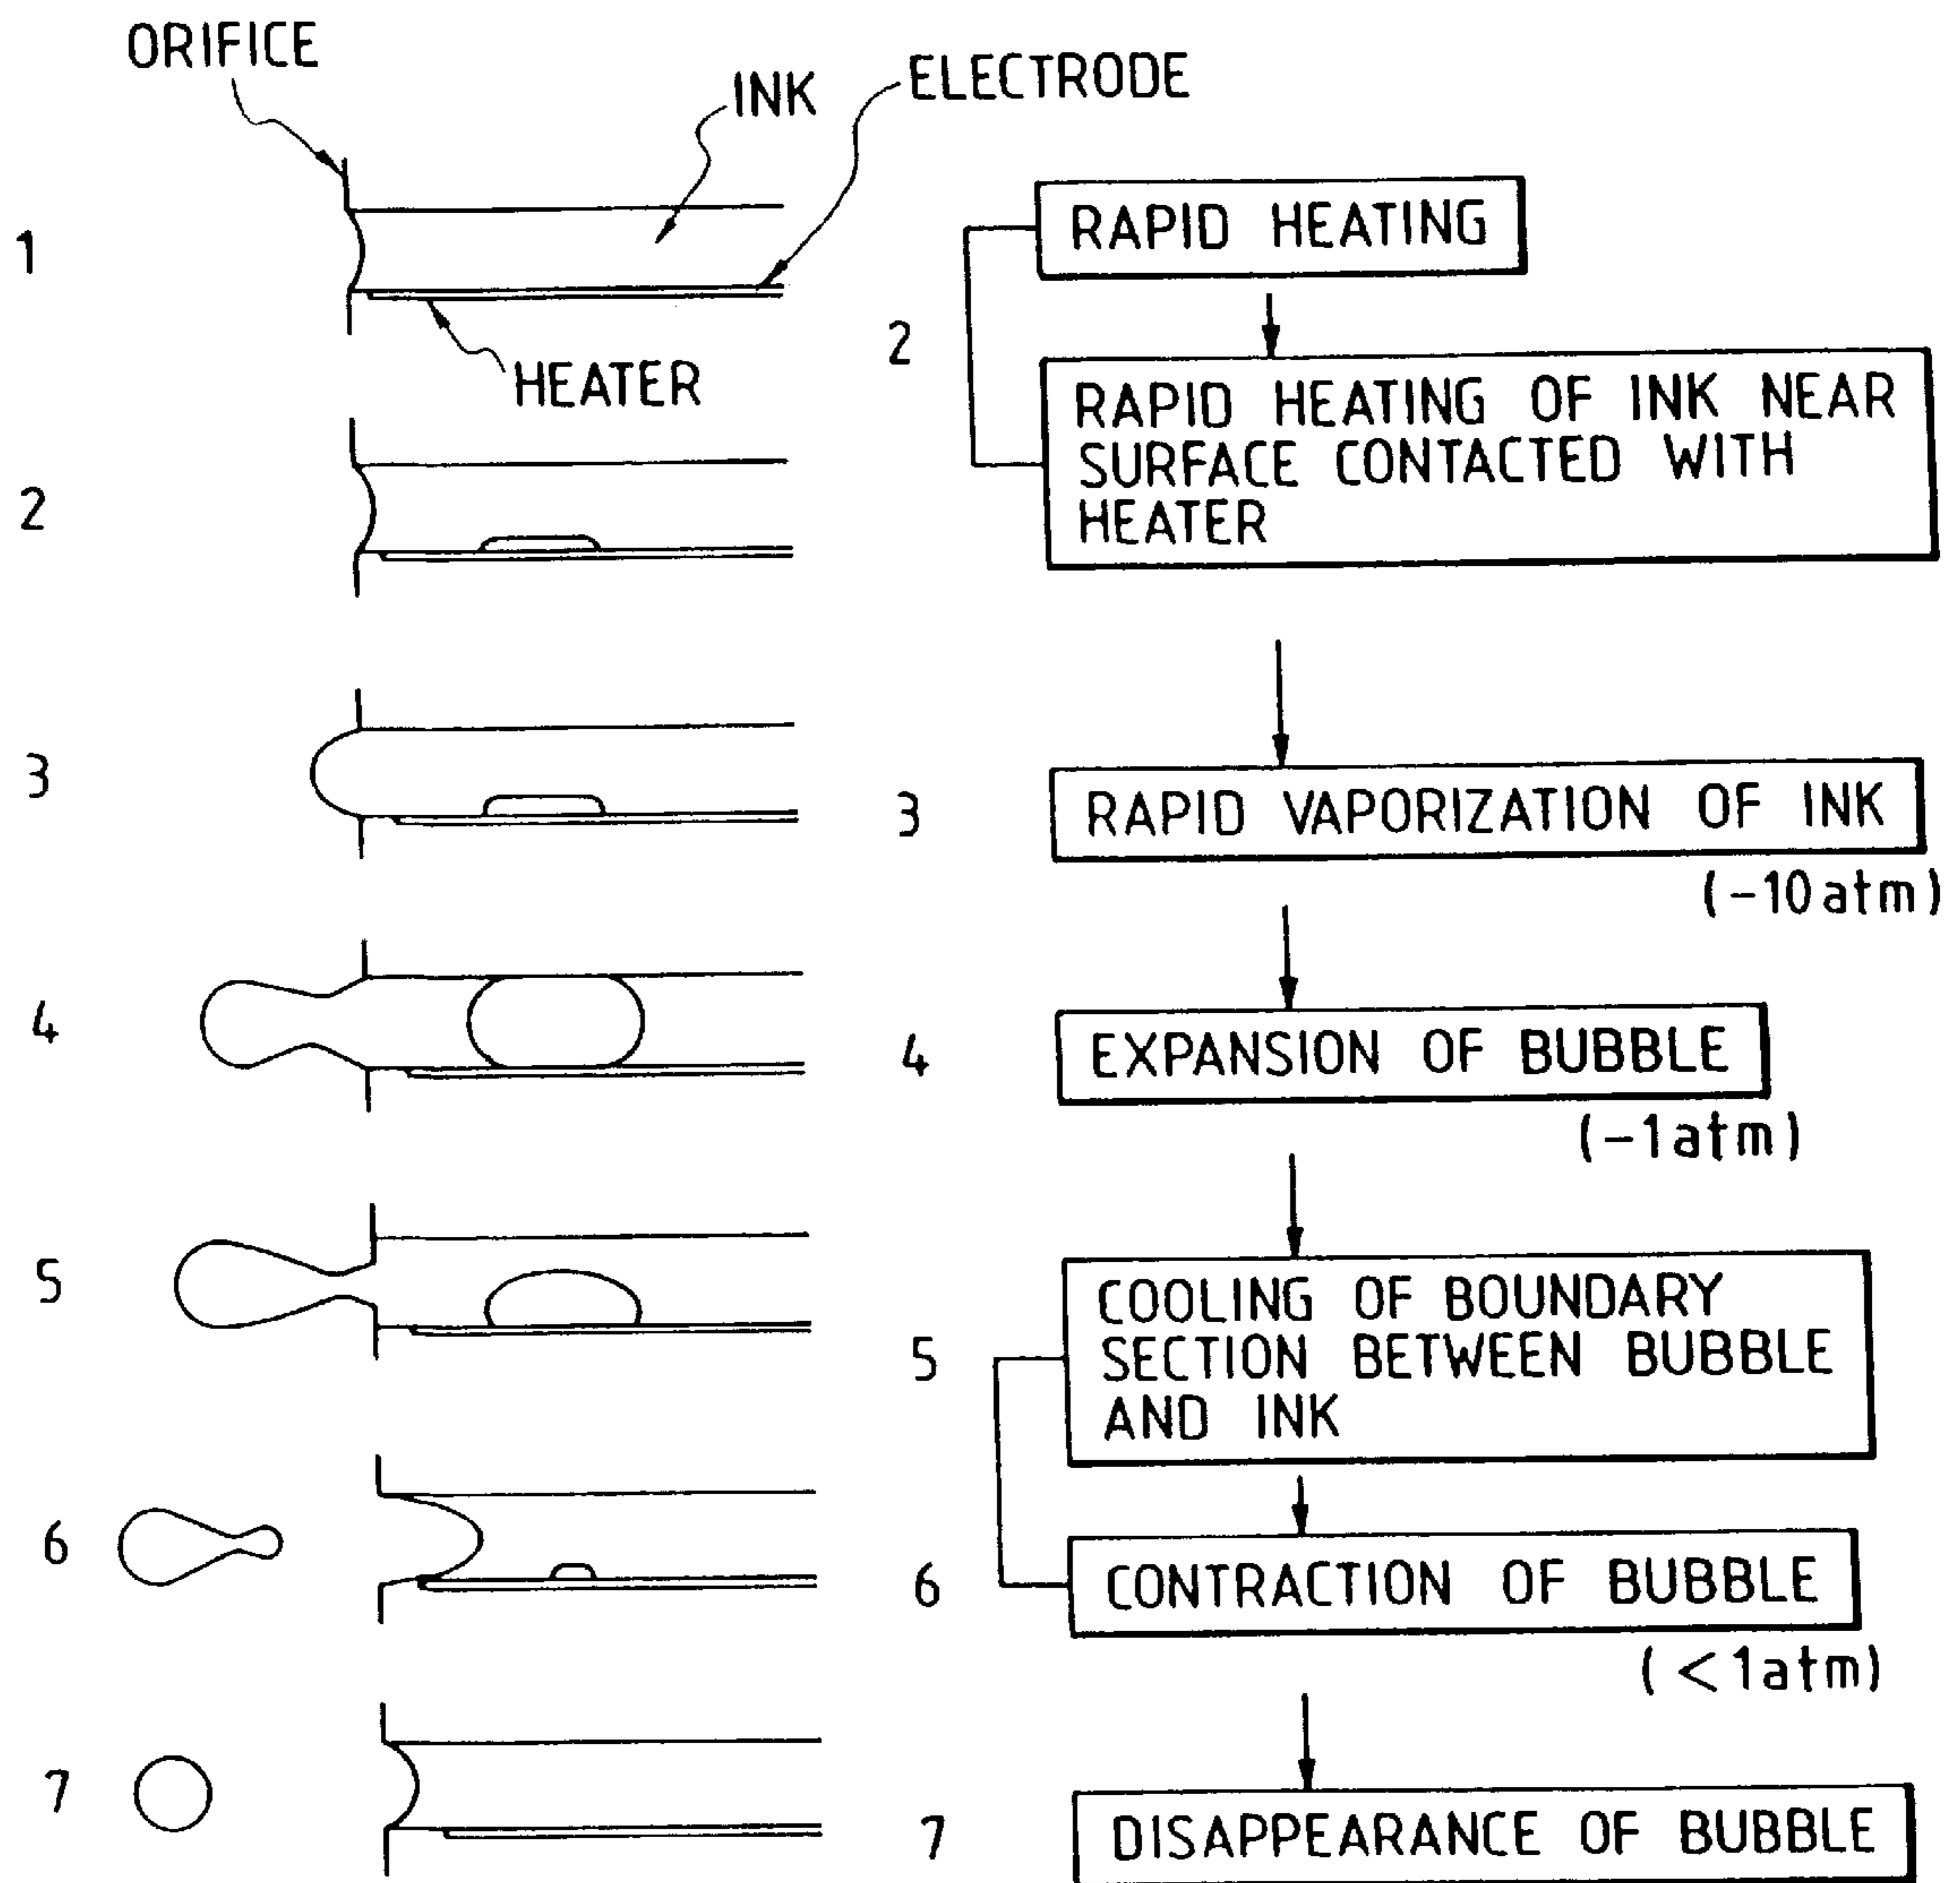 ORIFICE
INK
ELECTRODE
1
HEATER
2
3
4
5
6
7
RAPID HEATING
2
RAPID HEATING OF INK NEAR
SURFACE CONTACTED WITH
HEATER
3
RAPID VAPORIZATION OF INK
(-10atm)
4
EXPANSION OF BUBBLE
(-1atm)
5
COOLING OF BOUNDARY
SECTION BETWEEN BUBBLE
AND INK
6
CONTRACTION OF BUBBLE
(<1atm)
7
DISAPPEARANCE OF BUBBLE